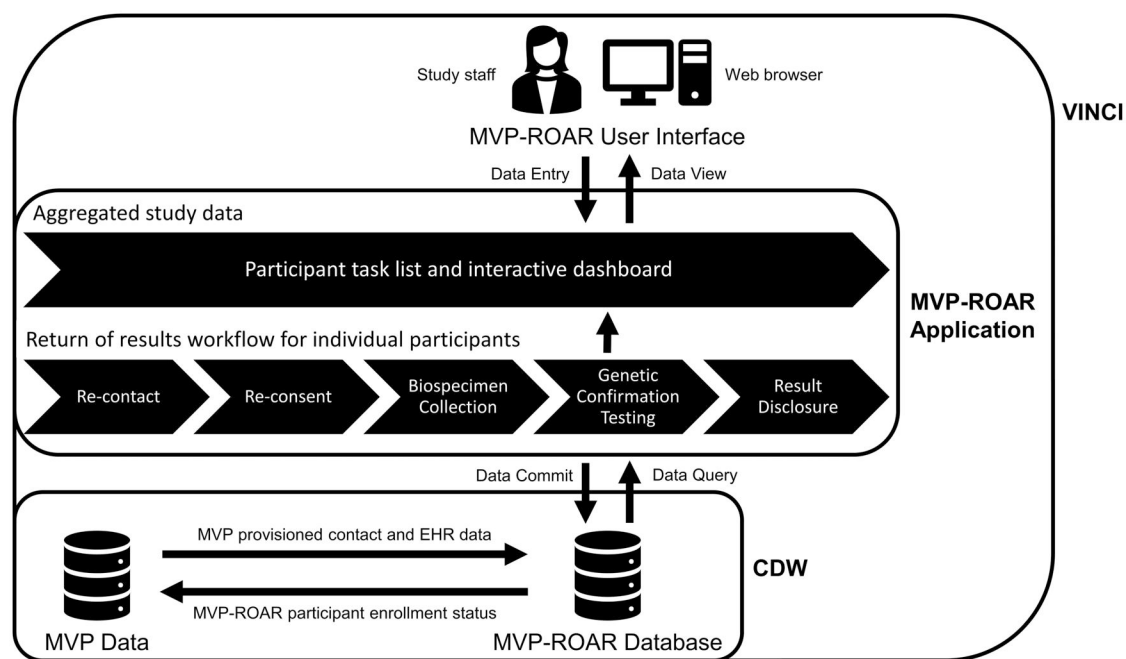 Study staff
Web browser
VINCI
MVP-ROAR User Interface
Data Entry
Data View
Aggregated study data
Participant task list and interactive dashboard
MVP-ROAR
Application
Return of results workflow for individual participants
Re-contact
Re-consent
Biospecimen
Collection
Genetic
Confirmation
Testing
Result
Disclosure
Data Commit
Data Query
MVP provisioned contact and EHR data
CDW
MVP-ROAR participant enrollment status
MVP Data
MVP-ROAR Database